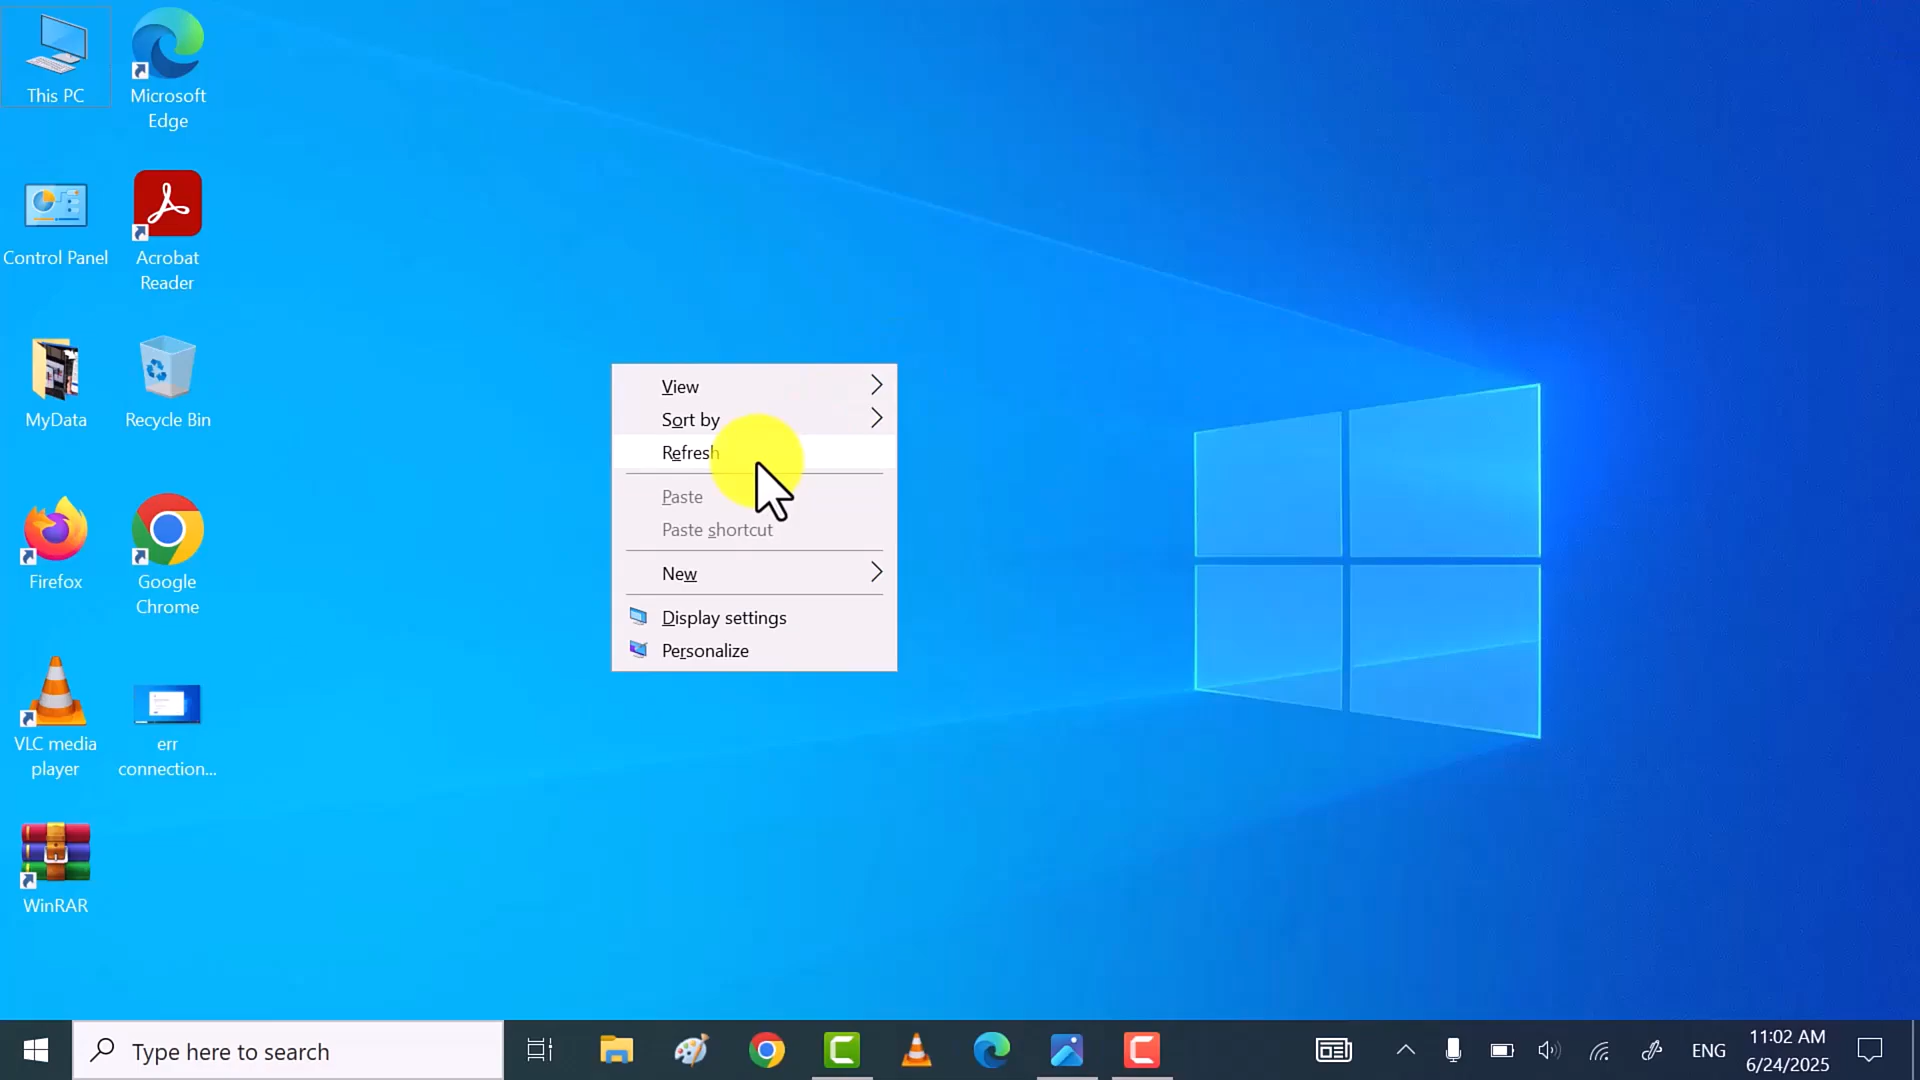 This PC
Microsoft
Edge
Control Panel
Acrobat
Reader
MyData
Recycle Bin
Firefox
Google
Chrome
VLC media
player
err
connection...
WinRAR
View
Sort by
Refresh
Paste
Paste shortcut
New
Display settings
Personalize
Type here to search
ENG
11:02 AM
6/24/2025